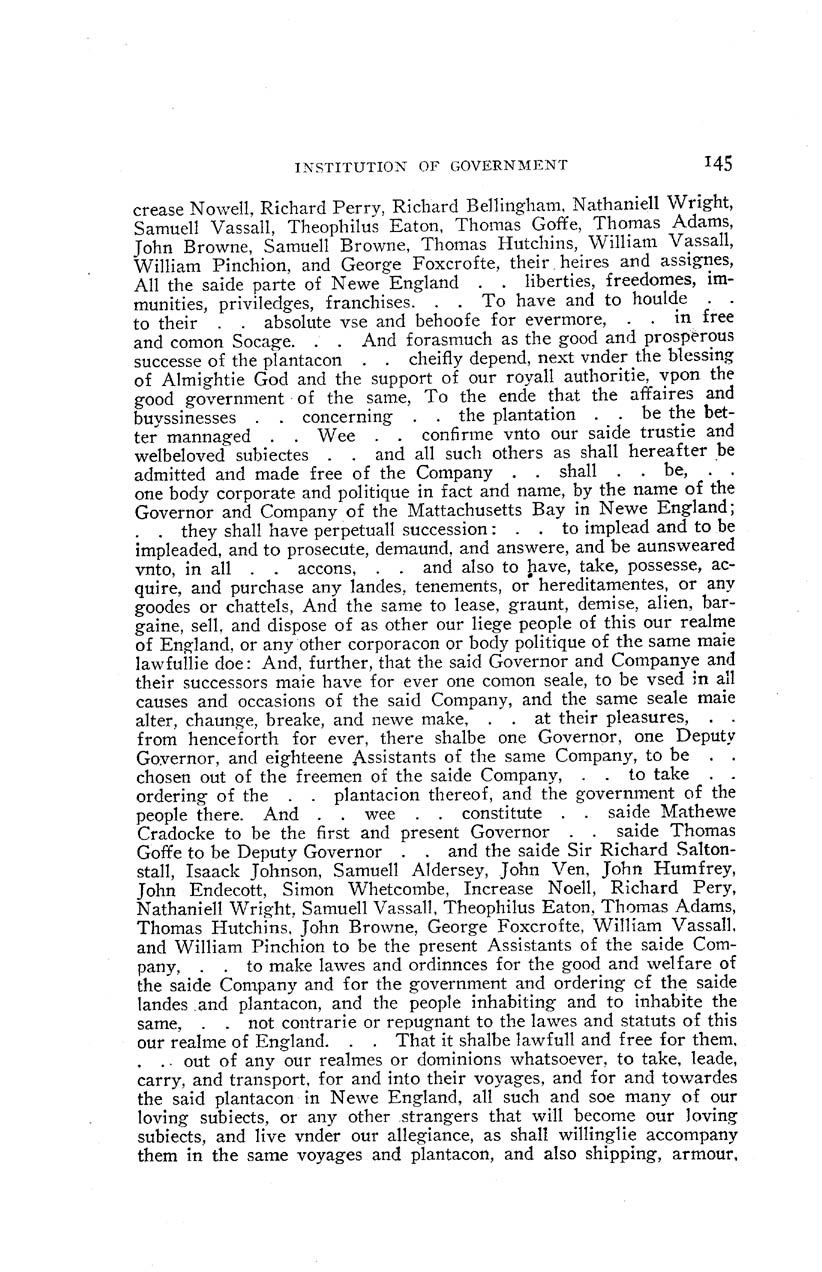 INSTITUTION OF GOVERNMENT 145
crease Nowell, Richard Perry, Richard Bellingham, Nathaniell Wright,
Samuell Vassall, Theophilus Eaton, Thomas Goffe, Thomas Adams,
John Browne, Samuell Browne, Thomas Hutchins, William Vassall,
William Pinchion, and George Foxcrofte, their heires and assignes,
All the saide parte of Newe England . . liberties, freedomes, im-
munities, priviledges, franchises. . . To have and to houlde . .
to their . . absolute vse and behoofe for evermore, . . in free
and comon Socage. . . And forasmuch as the good and prosperous
successe of the plantacon . . cheifly depend, next vnder the blessing
of Almightie God and the support of our royall authoritie, vpon the
good government of the same, To the ende that the affaires and
buyssinesses . . concerning . . the plantation . . be the bet-
ter mannaged . . Wee . . confirme vnto our saide trustie and
welbeloved subiectes . . and all such others as shall hereafter be
admitted and made free of the Company . . shall . . be, . .
one body corporate and politique in fact and name, by the name of the
Governor and Company of the Mattachusetts Bay in Newe England;
. . they shall have perpetuall succession: . . to implead and to be
impleaded, and to prosecute, demaund, and answere, and be aunsweared
vnto, in all . . accons, . . and also to have, take, possesse, ac-
quire, and purchase any landes, tenements, or hereditamentes, or any
goodes or chattels, And the same to lease, graunt, demise, alien, bar-
gaine, sell, and dispose of as other our liege people of this our realme
of England, or any other corporacon or body politique of the same maie
lawfullie doe: And, further, that the said Governor and Companye and
their successors maie have for ever one comon seale, to be vsed in all
causes and occasions of the said Company, and the same seale maie
alter, chaunge, breake, and newe make, . . at their pleasures, . .
from henceforth for ever, there shalbe one Governor, one Deputy
Governor, and eighteene Assistants of the same Company, to be . .
chosen out of the freemen of the saide Company, . . to take . .
ordering of the . . plantacion thereof, and the government of the
people there. And . . wee . . constitute . . saide Mathewe
Cradocke to be the first and present Governor . . saide Thomas
Goffe to be Deputy Governor . . and the saide Sir Richard Salton-
stall, Isaack Johnson, Samuell Aldersey, John Ven, John Humfrey,
John Endecott, Simon Whetcombe, Increase Noell, Richard Pery,
Nathaniell Wright, Samuell Vassall, Theophilus Eaton, Thomas Adams,
Thomas Hutchins, John Browne, George Foxcrofte, William Vassall,
and William Pinchion to be the present Assistants of the saide Com-
pany, . . to make lawes and ordinnces for the good and welfare of
the saide Company and for the government and ordering of the saide
landes and plantacon, and the people inhabiting and to inhabite the
same, . . not contrarie or repugnant to the lawes and statuts of this
our realme of England. . . That it shalbe lawfull and free for them,
. . out of any our realmes or dominions whatsoever, to take, leade,
carry, and transport, for and into their voyages, and for and towardes
the said plantacon in Newe England, all such and soe many of our
loving subiects, or any other strangers that will become our loving
subiects, and live vnder our allegiance, as shall willinglie accompany
them in the same voyages and plantacon, and also shipping, armour,